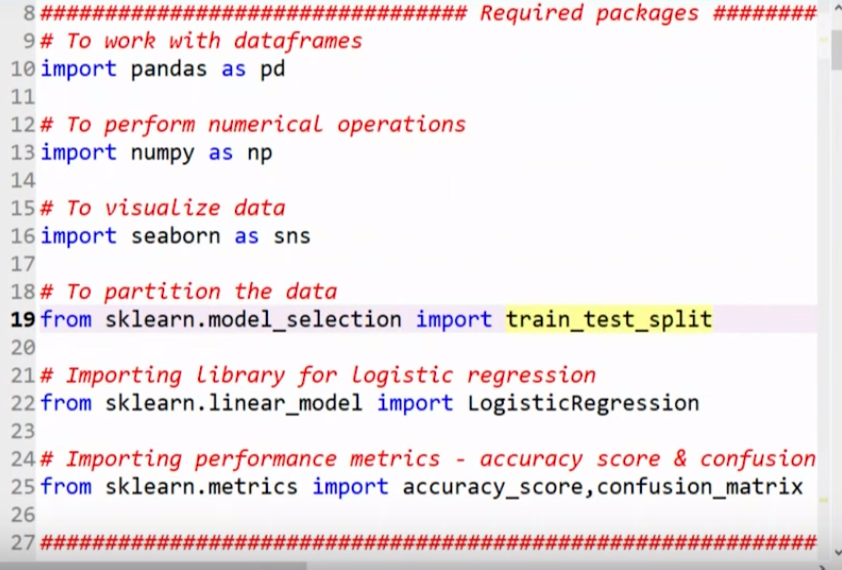 8 ################################# Required packages ########
9 # To work with dataframes
10 import pandas as pd
11
12 # To perform numerical operations
13 import numpy as np
14
15 # To visualize data
16 import seaborn as sns
17
18 # To partition the data
19 from sklearn.model_selection import train_test_split
20
21 # Importing library for logistic regression
22 from sklearn.linear_model import LogisticRegression
23
24 # Importing performance metrics - accuracy score & confusion
25 from sklearn.metrics import accuracy_score,confusion_matrix
26
27 ############################################################